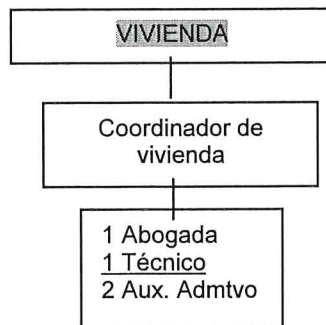 VIVIENDA
Coordinador de
vivienda
1 Abogada
1 Técnico
2 Aux. Admtvo